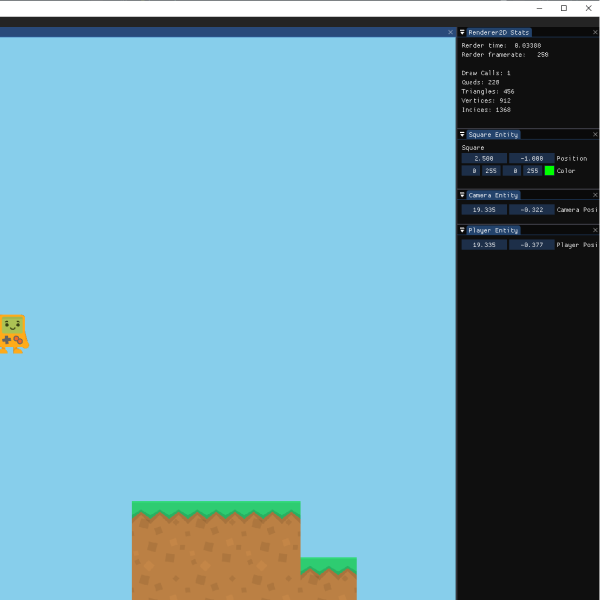 Renderer2D Stats
Render time: 0.03300
Render framerate: 250
Draw Calls: 1
Quads: 228
Triangles: 456
Vertices: 912
Incices: 1368
Square Entity
Square
2.500 -1.000 Position
0 255 0 255 Color
Camera Entity
19.335 -0.322 Camera Posi
Player Entity
19.335 -0.377 Player Posi